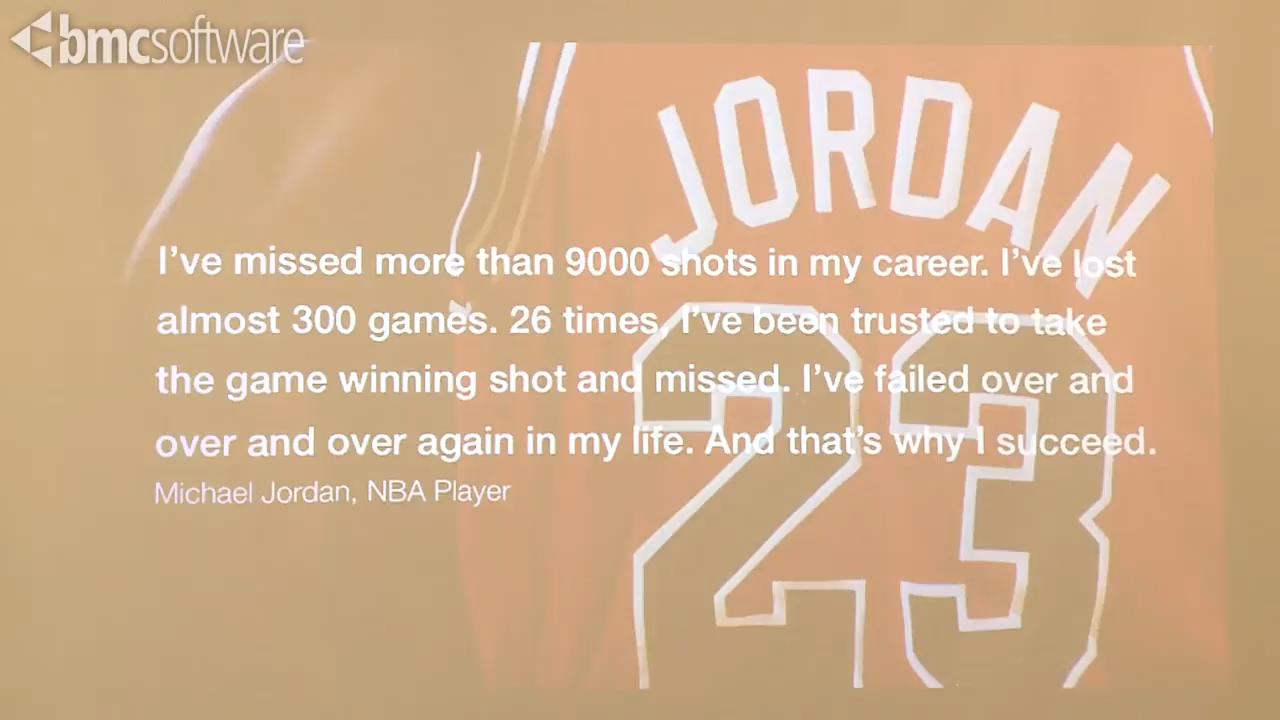 bmcsoftware
JORDAN
23
I've missed more than 9000 shots in my career. I've lost
almost 300 games. 26 times, I've been trusted to take
the game winning shot and missed. I've failed over and
over and over again in my life. And that's why I succeed.
Michael Jordan, NBA Player